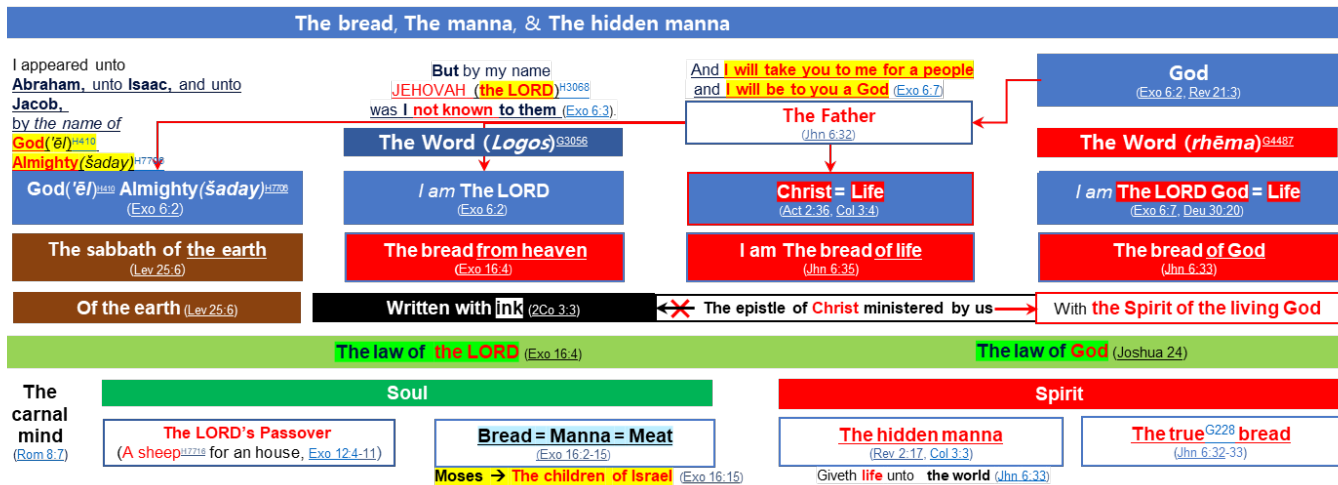 The bread, The manna, & The hidden manna
I appeared unto
Abraham, unto Isaac, and unto
Jacob,
by the name of
God('ēl)H410
Almighty(šaday)H7706
But by my name
JEHOVAH (the LORD)H3068
was I not known to them (Exo 6:3).
And I will take you to me for a people
and I will be to you a God (Exo 6:7)
God
(Exo 6:2, Rev 21:3)
The Father
(Jhn 6:32)
The Word (Logos)G3056
The Word (rhēma)G4487
God('ēl)H410 Almighty(šaday)H7706
(Exo 6:2)
I am The LORD
(Exo 6:2)
Christ = Life
(Act 2:36, Col 3:4)
I am The LORD God = Life
(Exo 6:7, Deu 30:20)
The sabbath of the earth
(Lev 25:6)
The bread from heaven
(Exo 16:4)
I am The bread of life
(Jhn 6:35)
The bread of God
(Jhn 6:33)
Of the earth (Lev 25:6)
Written with ink (2Co 3:3)
The epistle of Christ ministered by us
With the Spirit of the living God
The law of the LORD (Exo 16:4)
The law of God (Joshua 24)
The
carnal
mind
(Rom 8:7)
Soul
Spirit
The LORD's Passover
(A sheepH7716 for an house, Exo 12:4-11)
Bread = Manna = Meat
(Exo 16:2-15)
The hidden manna
(Rev 2:17, Col 3:3)
The trueG228 bread
(Jhn 6:32-33)
Moses → The children of Israel (Exo 16:15)
Giveth life unto the world (Jhn 6:33)